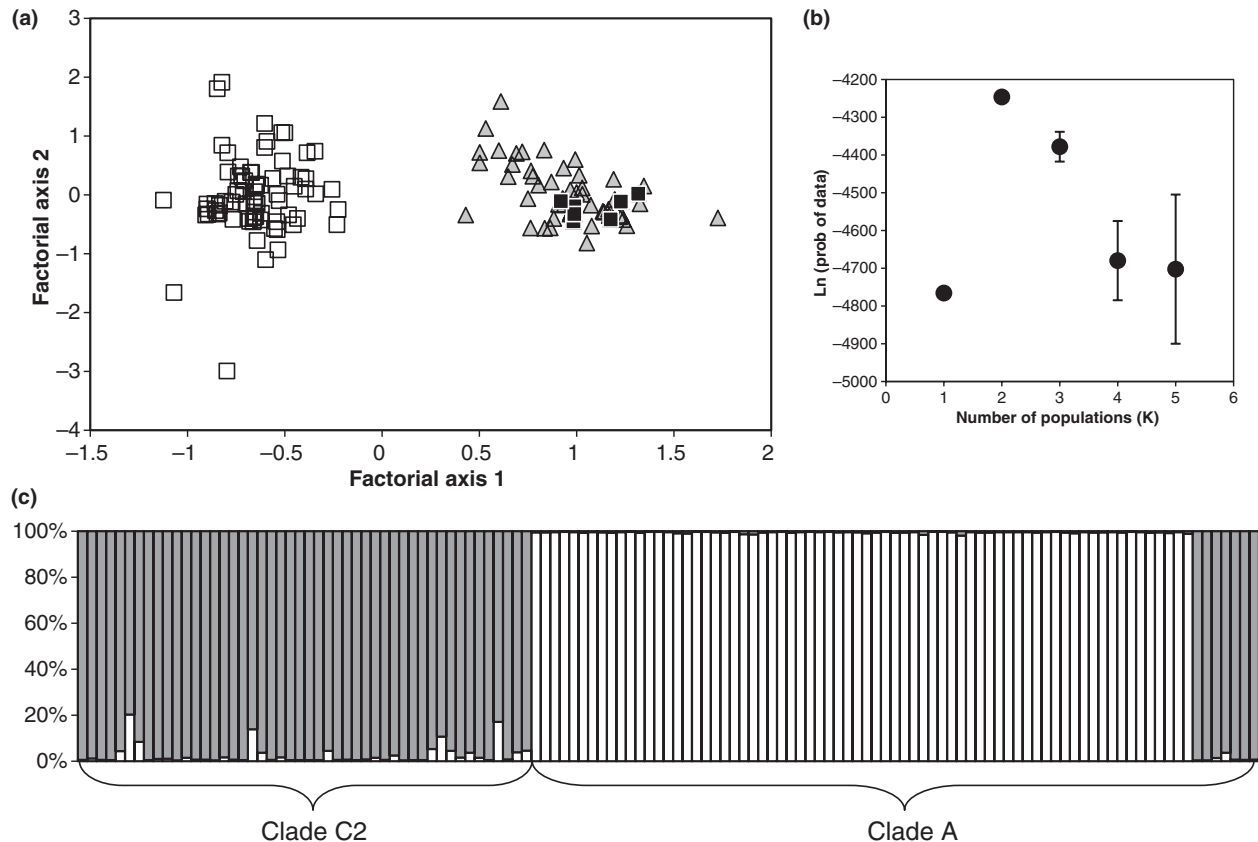 (a)
3
2
1
0
–1
–2
–3
–4
Factorial axis 2
–1.5 –1 –0.5 0 0.5 1 1.5 2
Factorial axis 1
(b)
–4200
–4300
–4400
–4500
–4600
–4700
–4800
–4900
–5000
Ln (prob of data)
0 1 2 3 4 5 6
Number of populations (K)
(c)
100%
80%
60%
40%
20%
0%
Clade C2 Clade A